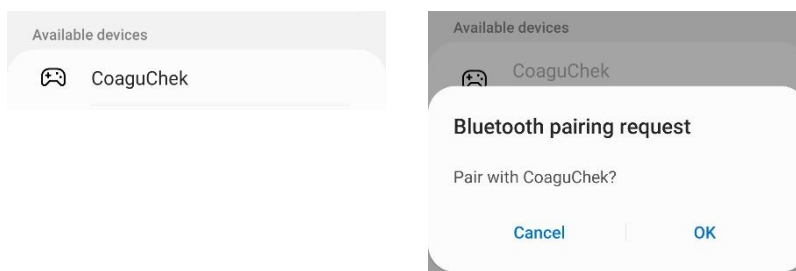 Available devices
CoaguChek
Available devices
CoaguChek
Bluetooth pairing request
Pair with CoaguChek?
Cancel
OK